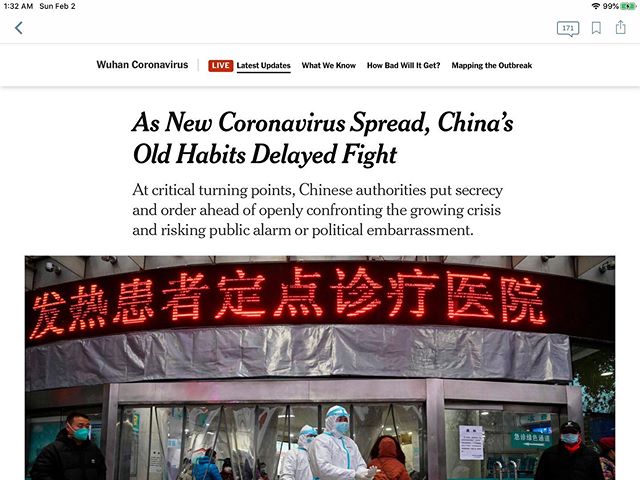 1:32 AM Sun Feb 2
99%
171
Wuhan Coronavirus LIVE Latest Updates What We Know How Bad Will It Get? Mapping the Outbreak
As New Coronavirus Spread, China’s
Old Habits Delayed Fight
At critical turning points, Chinese authorities put secrecy
and order ahead of openly confronting the growing crisis
and risking public alarm or political embarrassment.
发热患者定点诊疗医院
急诊绿色通道